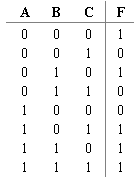 A B C F
0 0 0 1
0 0 1 0
0 1 0 1
0 1 1 0
1 0 0 0
1 0 1 1
1 1 0 1
1 1 1 1